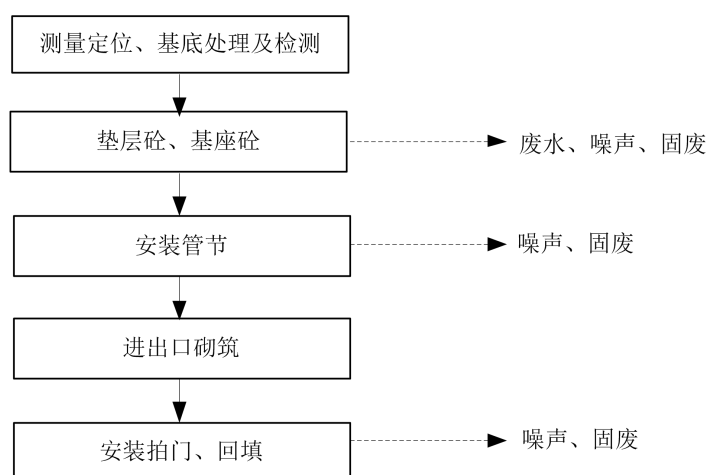 测量定位、基底处理及检测
垫层砼、基座砼
废水、噪声、固废
安装管节
噪声、固废
进出口砌筑
安装拍门、回填
噪声、固废